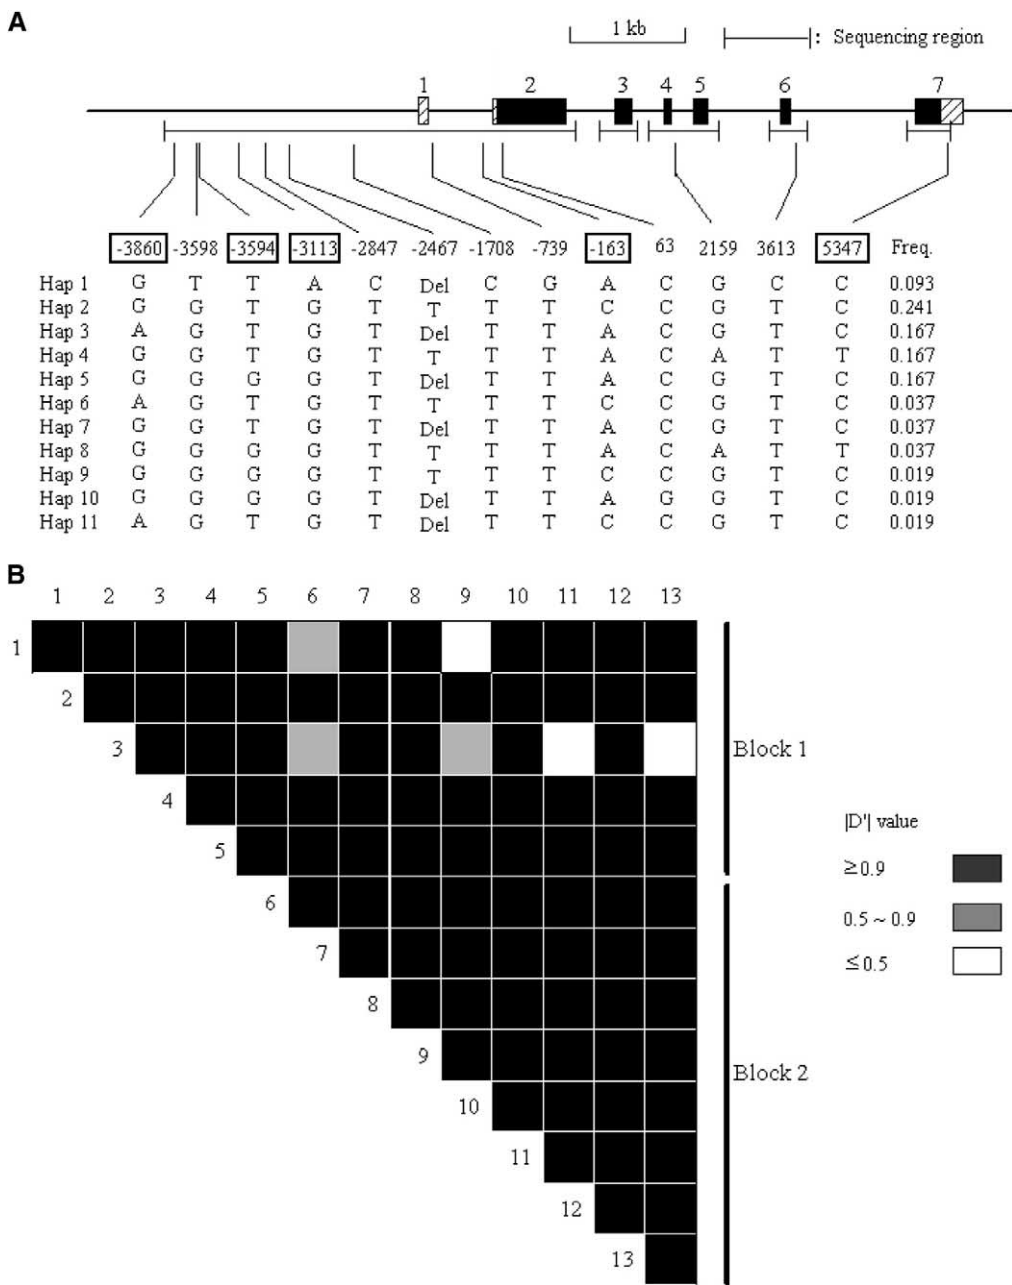 A
1 kb
: Sequencing region
1 2 3 4 5 6 7
-3860 -3598 -3594 -3113 -2847 -2467 -1708 -739 -163 63 2159 3613 5347 Freq.
Hap 1 G T T A C Del C G A C G C C 0.093
Hap 2 G G T G T T T T C C G T C 0.241
Hap 3 A G T G T Del T T A C G T C 0.167
Hap 4 G G T G T T T T A C A T T 0.167
Hap 5 G G G G T Del T T A C G T C 0.167
Hap 6 A G T G T T T T C C G T C 0.037
Hap 7 G G T G T Del T T A C G T C 0.037
Hap 8 G G G G T T T T A C A T T 0.037
Hap 9 G G G G T T T T C C G T C 0.019
Hap 10 G G G G T Del T T A G G T C 0.019
Hap 11 A G T G T Del T T C C G T C 0.019
B
1 2 3 4 5 6 7 8 9 10 11 12 13
1
2
3
Block 1
4
|D'| value
5
≥0.9
6
0.5 ~ 0.9
7
≤0.5
8
9
Block 2
10
11
12
13